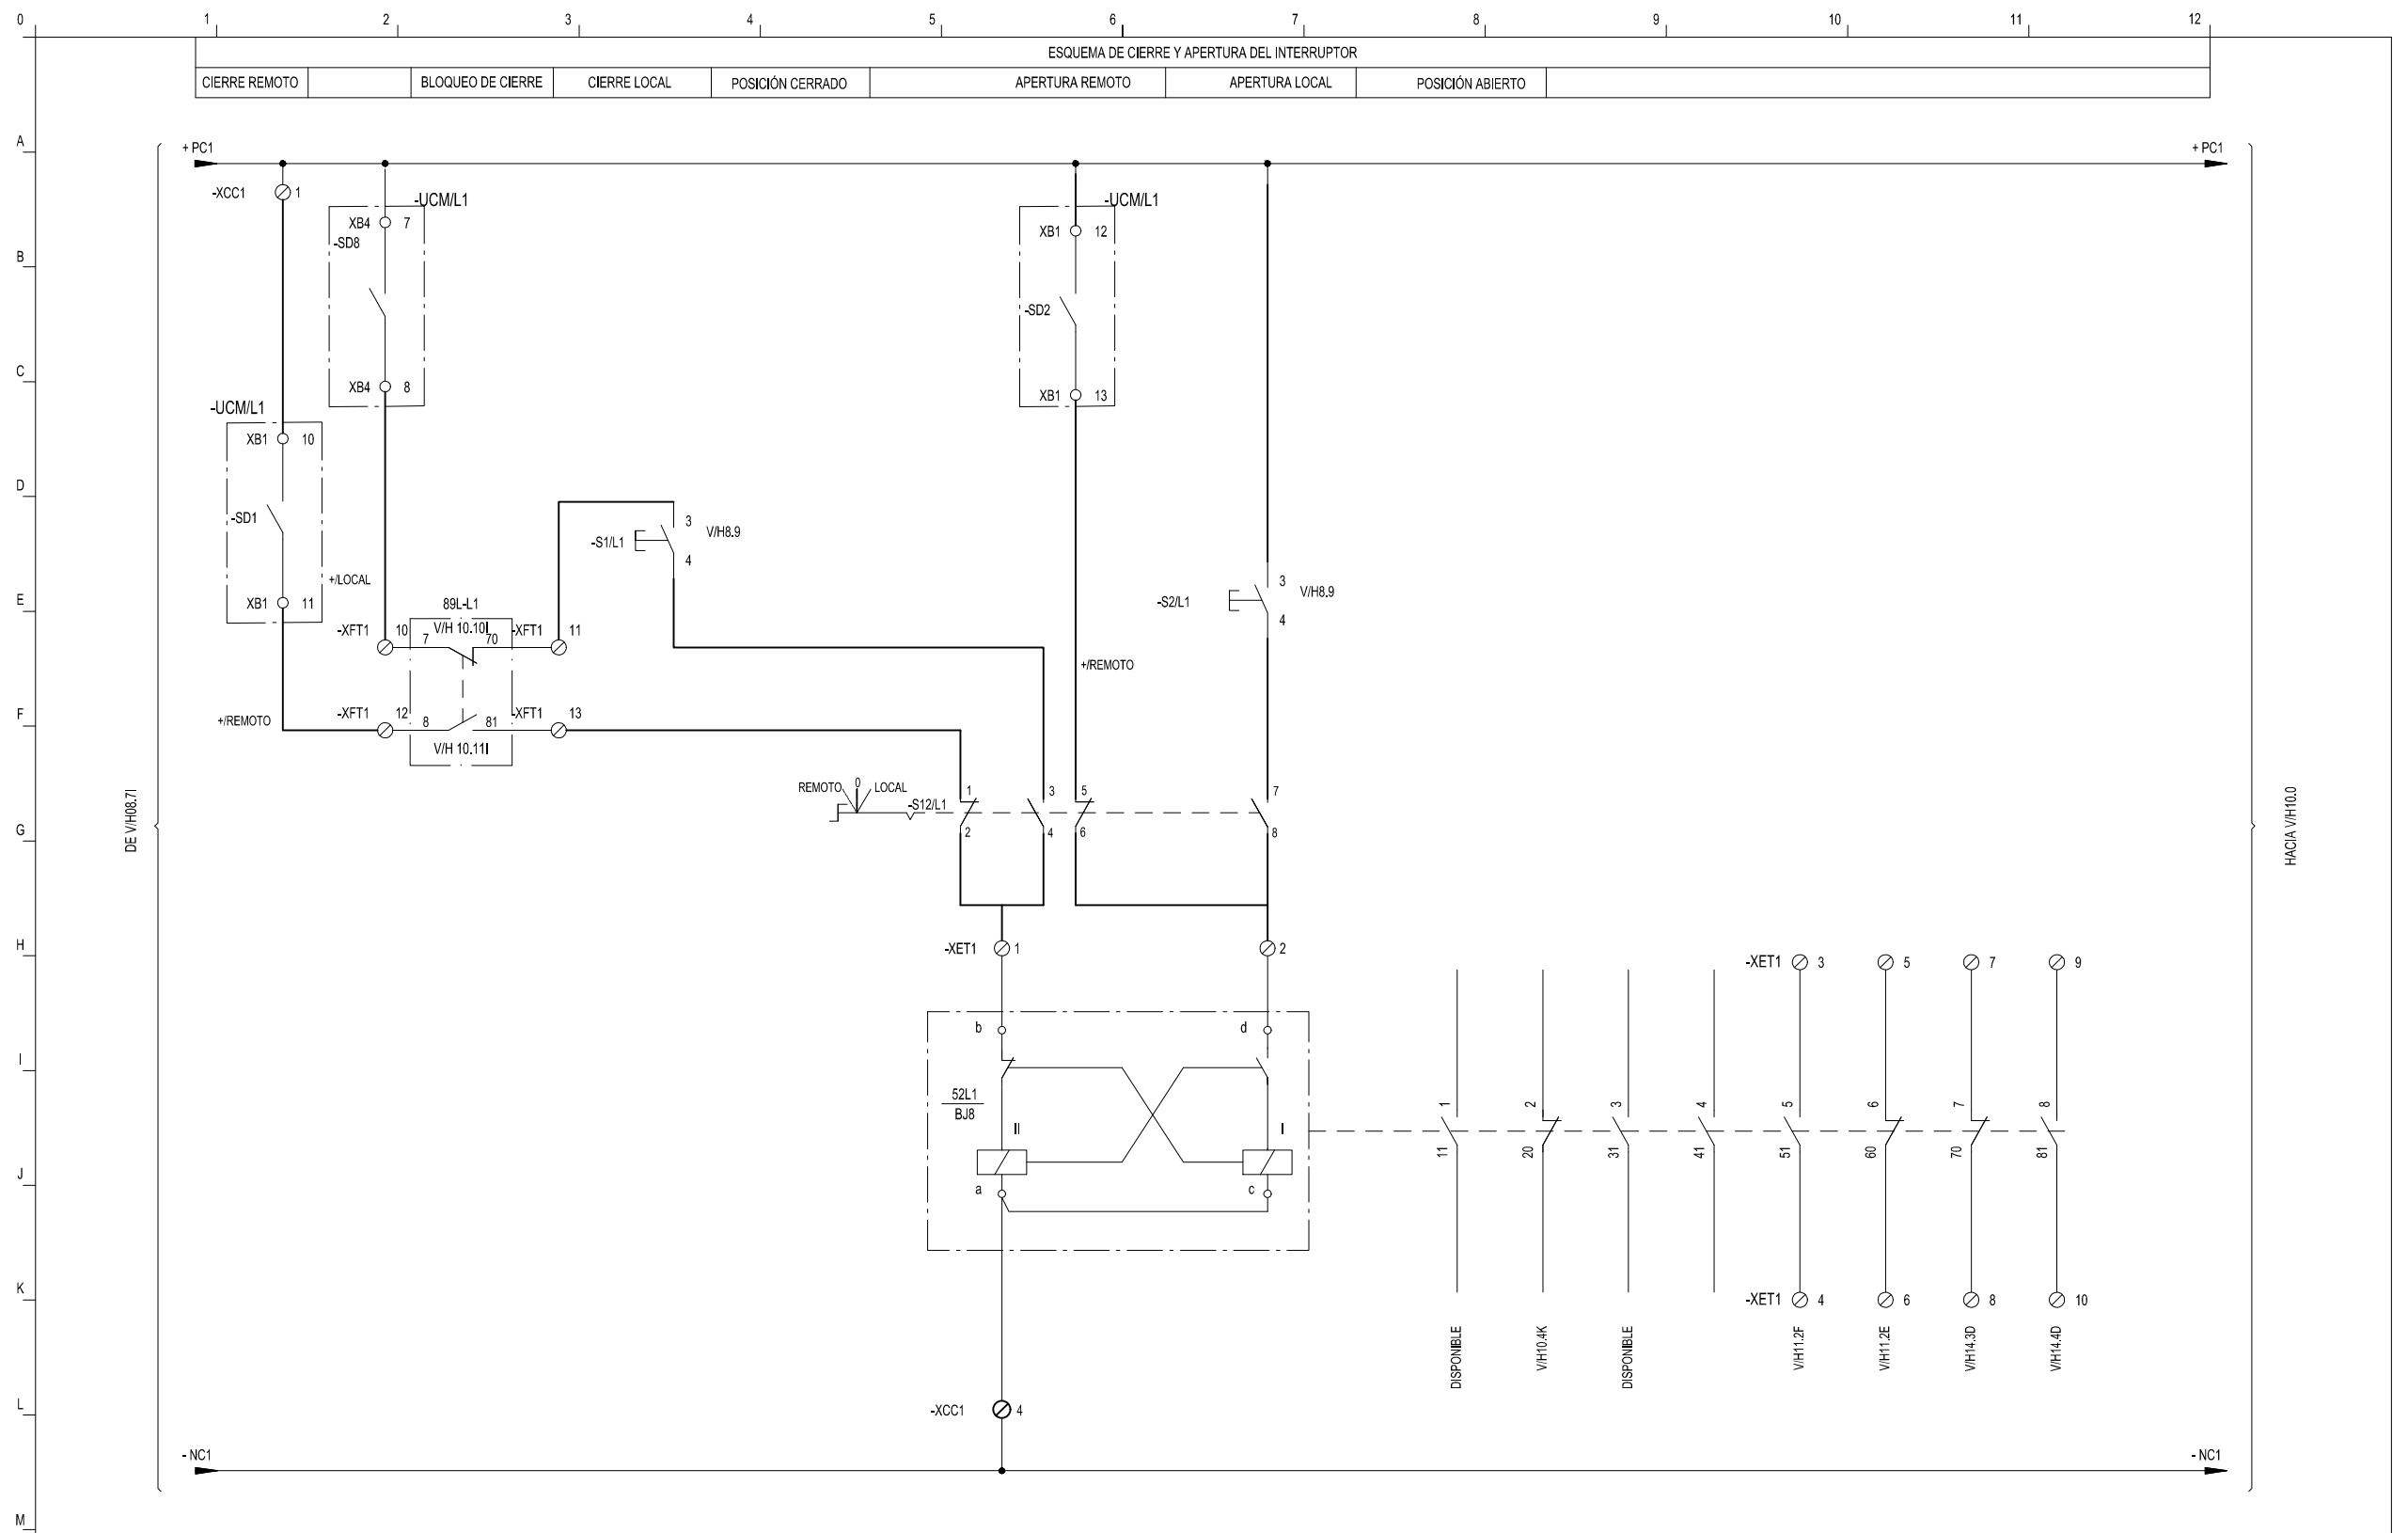 0 1 2 3 4 5 6 7 8 9 10 11 12
ESQUEMA DE CIERRE Y APERTURA DEL INTERRUPTOR
CIERRE REMOTO BLOQUEO DE CIERRE CIERRE LOCAL POSICIÓN CERRADO APERTURA REMOTO APERTURA LOCAL POSICIÓN ABIERTO
A
+ PC1 + PC1
-XCC1 1 -UCM/L1 -UCM/L1
XB4 7 XB1 12
-SD8
B
-SD2
C
XB4 8 XB1 13
-UCM/L1
XB1 10
D
-SD1
3
-S1/L1 V/H8.9
4
+/LOCAL
3
-S2/L1 V/H8.9
4
E
XB1 11
89L-L1
-XFT1 10 V/H 10.10I -XFT1 11
7 70
+/REMOTO
F
+/REMOTO
-XFT1 12 8 81 -XFT1 13
V/H 10.11I
DE V/H08.7I
REMOTO 0 LOCAL
-S12/L1
1 3 5 7
2 4 6 8
G
HACIA V/H10.0
H
-XET1 1 2
-XET1 3 5 7 9
b d
I
52L1
BJ8
II I
1 2 3 4 5 6 7 8
11 20 31 41 51 60 70 81
J
a c
K
-XET1 4 6 8 10
DISPONIBLE
V/H10.4K
DISPONIBLE
V/H11.2F
V/H11.2E
V/H14.3D
V/H14.4D
L
-XCC1 4
- NC1 - NC1
M